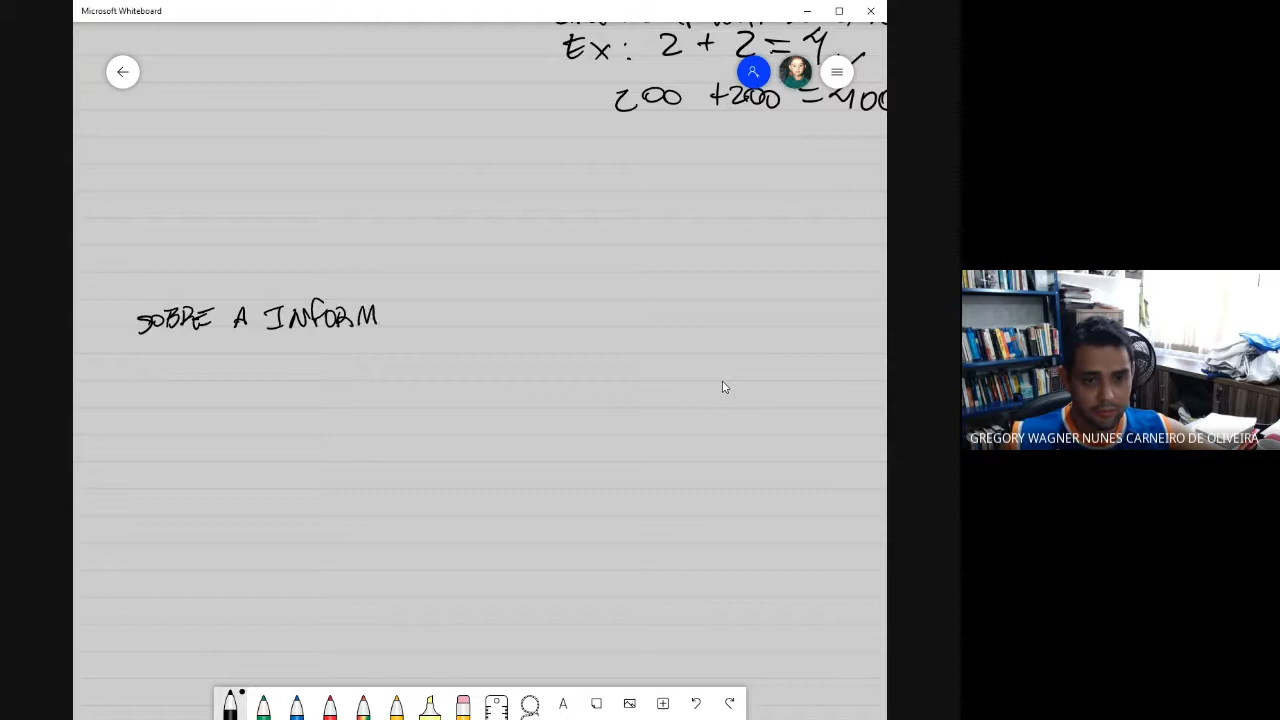 Microsoft Whiteboard
Ex: 2 + 2 = 4
200 + 200 = 400
SOBRE A INFORM
GREGORY WAGNER NUNES CARNEIRO DE OLIVEIRA
A